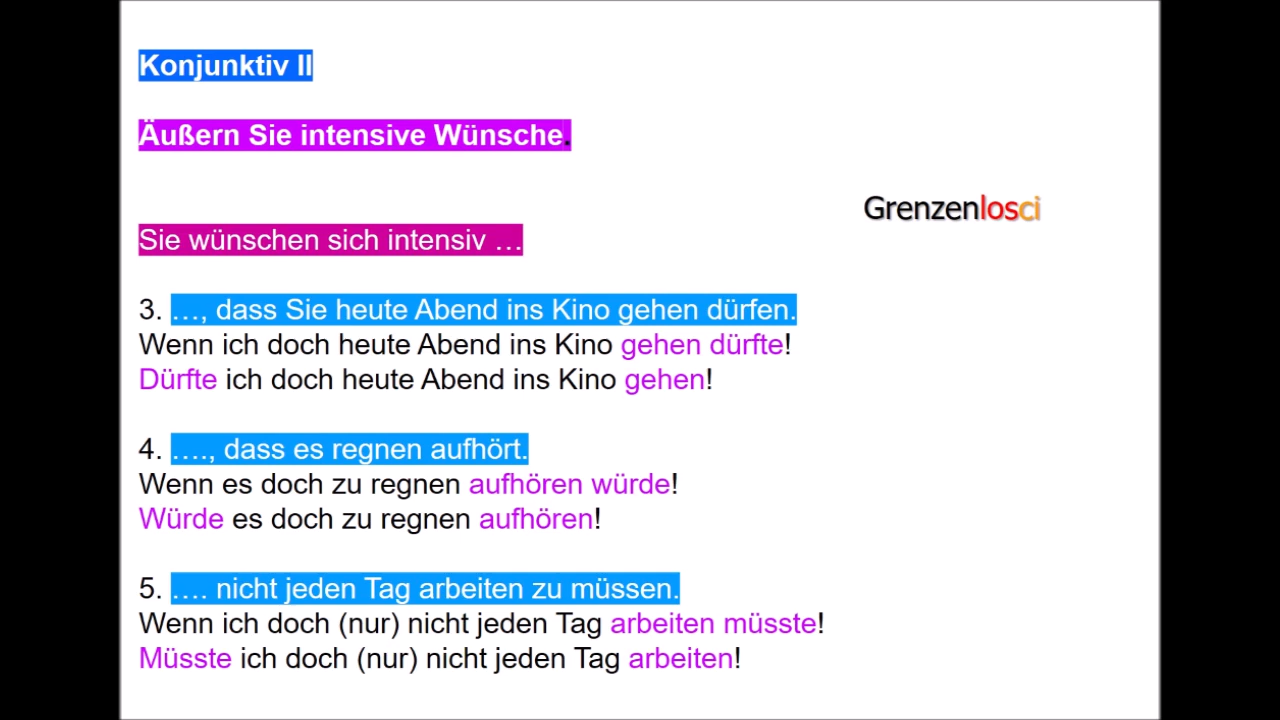 Konjunktiv II
Äußern Sie intensive Wünsche.
Grenzenlosci
Sie wünschen sich intensiv …
3. …, dass Sie heute Abend ins Kino gehen dürfen.
Wenn ich doch heute Abend ins Kino gehen dürfte!
Dürfte ich doch heute Abend ins Kino gehen!
4. …., dass es regnen aufhört.
Wenn es doch zu regnen aufhören würde!
Würde es doch zu regnen aufhören!
5. …. nicht jeden Tag arbeiten zu müssen.
Wenn ich doch (nur) nicht jeden Tag arbeiten müsste!
Müsste ich doch (nur) nicht jeden Tag arbeiten!